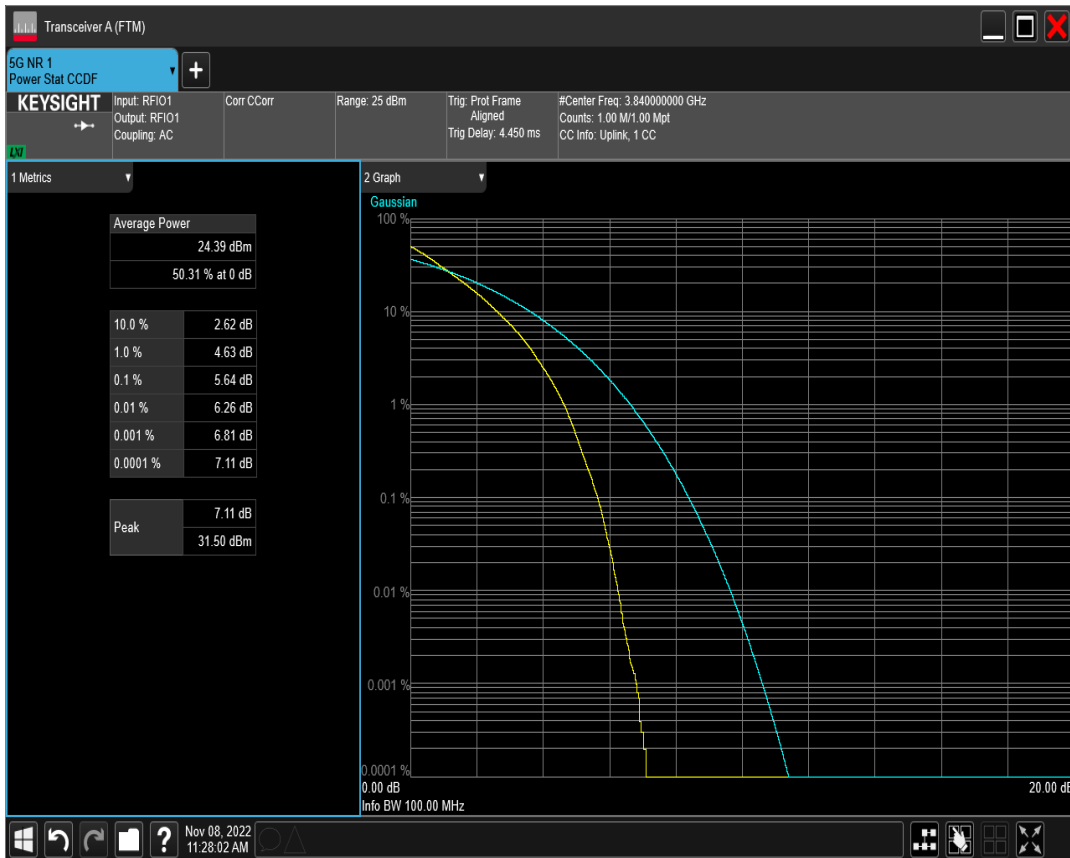 Transceiver A (FTM)
5G NR 1
Power Stat CCDF
+
KEYSIGHT
LXI
Input: RFIO1
Output: RFIO1
Coupling: AC
Corr CCorr
Range: 25 dBm
Trig: Prot Frame
Aligned
Trig Delay: 4.450 ms
#Center Freq: 3.840000000 GHz
Counts: 1.00 M/1.00 Mpt
CC Info: Uplink, 1 CC
1 Metrics
Average Power
24.39 dBm
50.31 % at 0 dB
10.0 % 2.62 dB
1.0 % 4.63 dB
0.1 % 5.64 dB
0.01 % 6.26 dB
0.001 % 6.81 dB
0.0001 % 7.11 dB
Peak
7.11 dB
31.50 dBm
2 Graph
Gaussian
100 %
10 %
1 %
0.1 %
0.01 %
0.001 %
0.0001 %
0.00 dB
20.00 dB
Info BW 100.00 MHz
?
Nov 08, 2022
11:28:02 AM